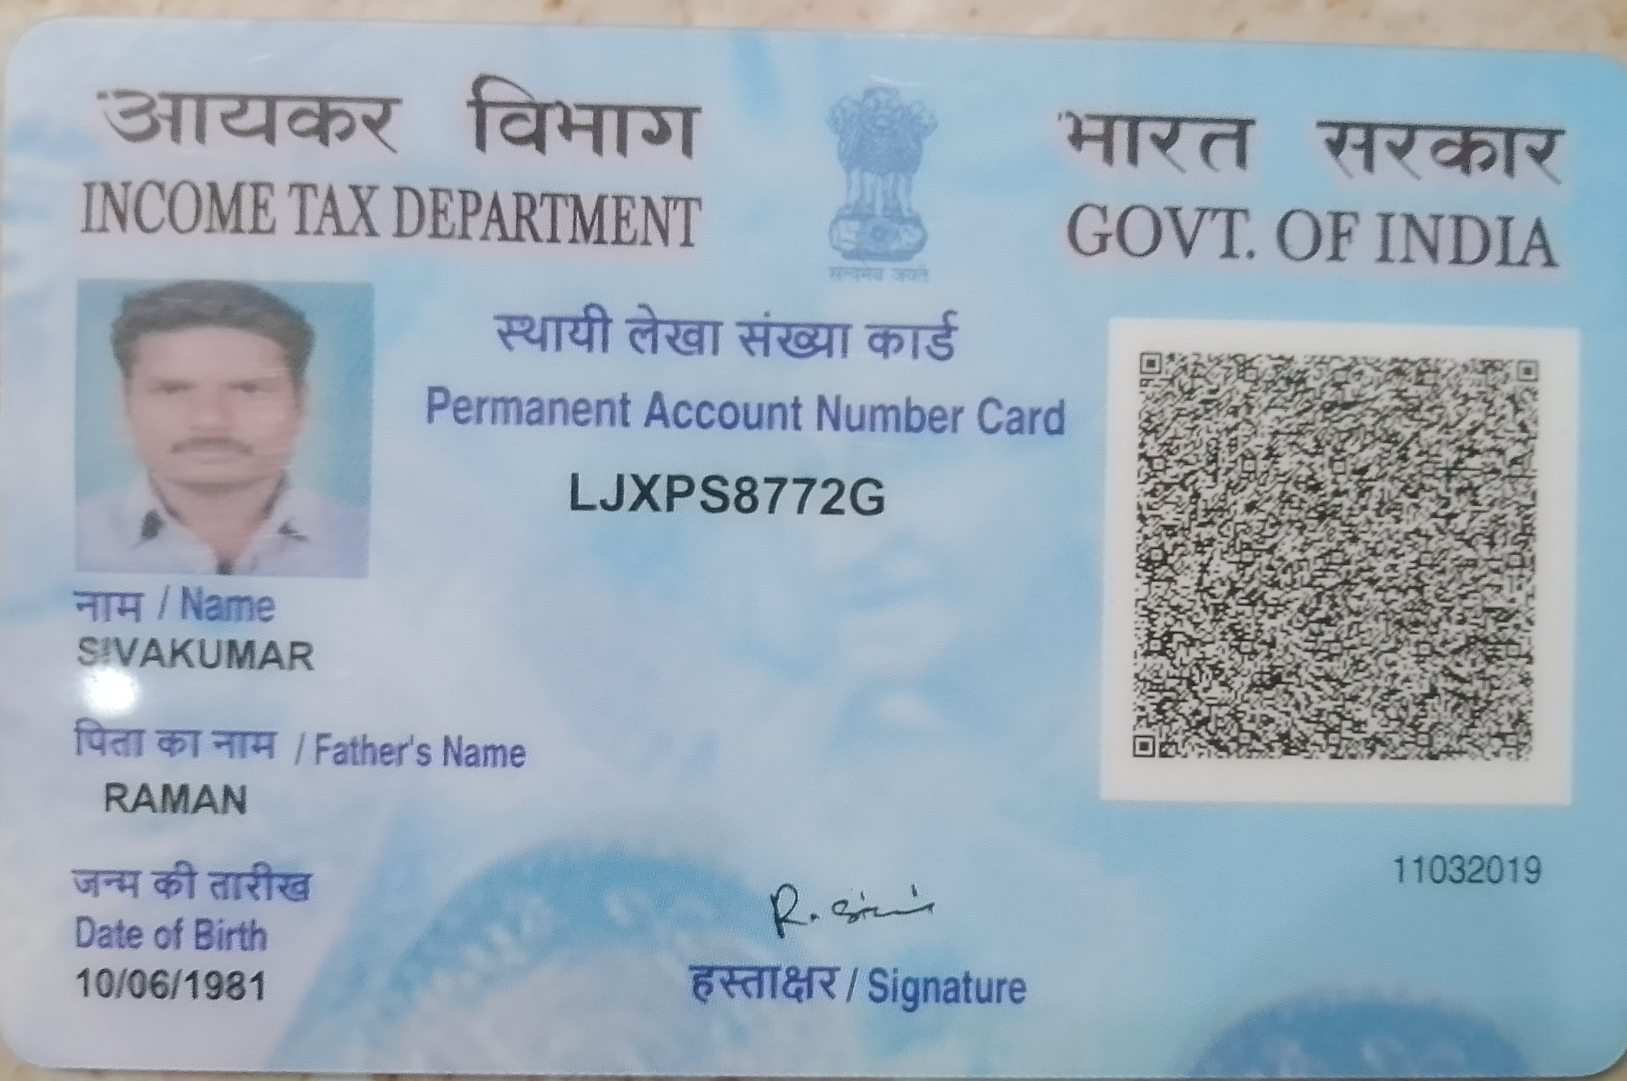 आयकर विभाग
INCOME TAX DEPARTMENT
सत्यमेव जयते
भारत सरकार
GOVT. OF INDIA
स्थायी लेखा संख्या कार्ड
Permanent Account Number Card
LJXPS8772G
नाम / Name
SIVAKUMAR
पिता का नाम / Father's Name
RAMAN
जन्म की तारीख
Date of Birth
10/06/1981
R.
हस्ताक्षर / Signature
11032019